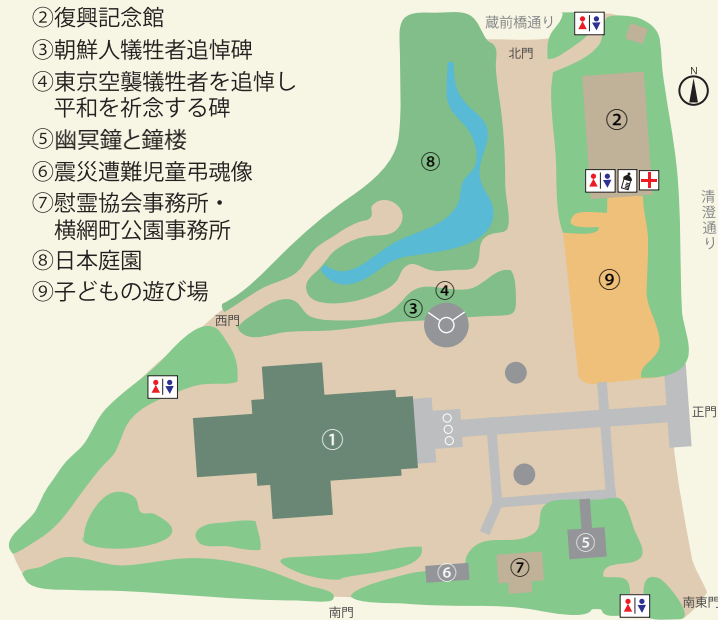 ②復興記念館
③朝鮮人犠牲者追悼碑
④東京空襲犠牲者を追悼し
平和を祈念する碑
⑤幽冥鐘と鐘楼
⑥震災遭難児童弔魂像
⑦慰霊協会事務所・
横網町公園事務所
⑧日本庭園
⑨子どもの遊び場
蔵前橋通り
北門
N
②
⑧
清澄通り
⑨
④
③
西門
正門
①
⑤
⑦
⑥
南門
南東門